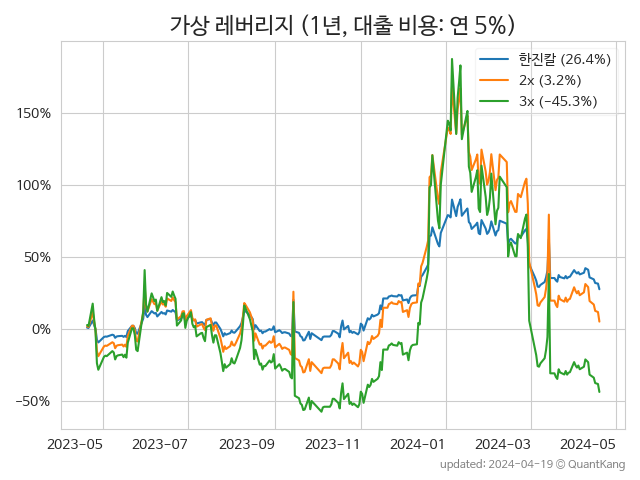 가상 레버리지 (1년, 대출 비용: 연 5%)
한진칼 (26.4%)
2x (3.2%)
3x (−45.3%)
150%
100%
50%
0%
−50%
2023-05 2023-07 2023-09 2023-11 2024-01 2024-03 2024-05
updated: 2024-04-19 © QuantKang